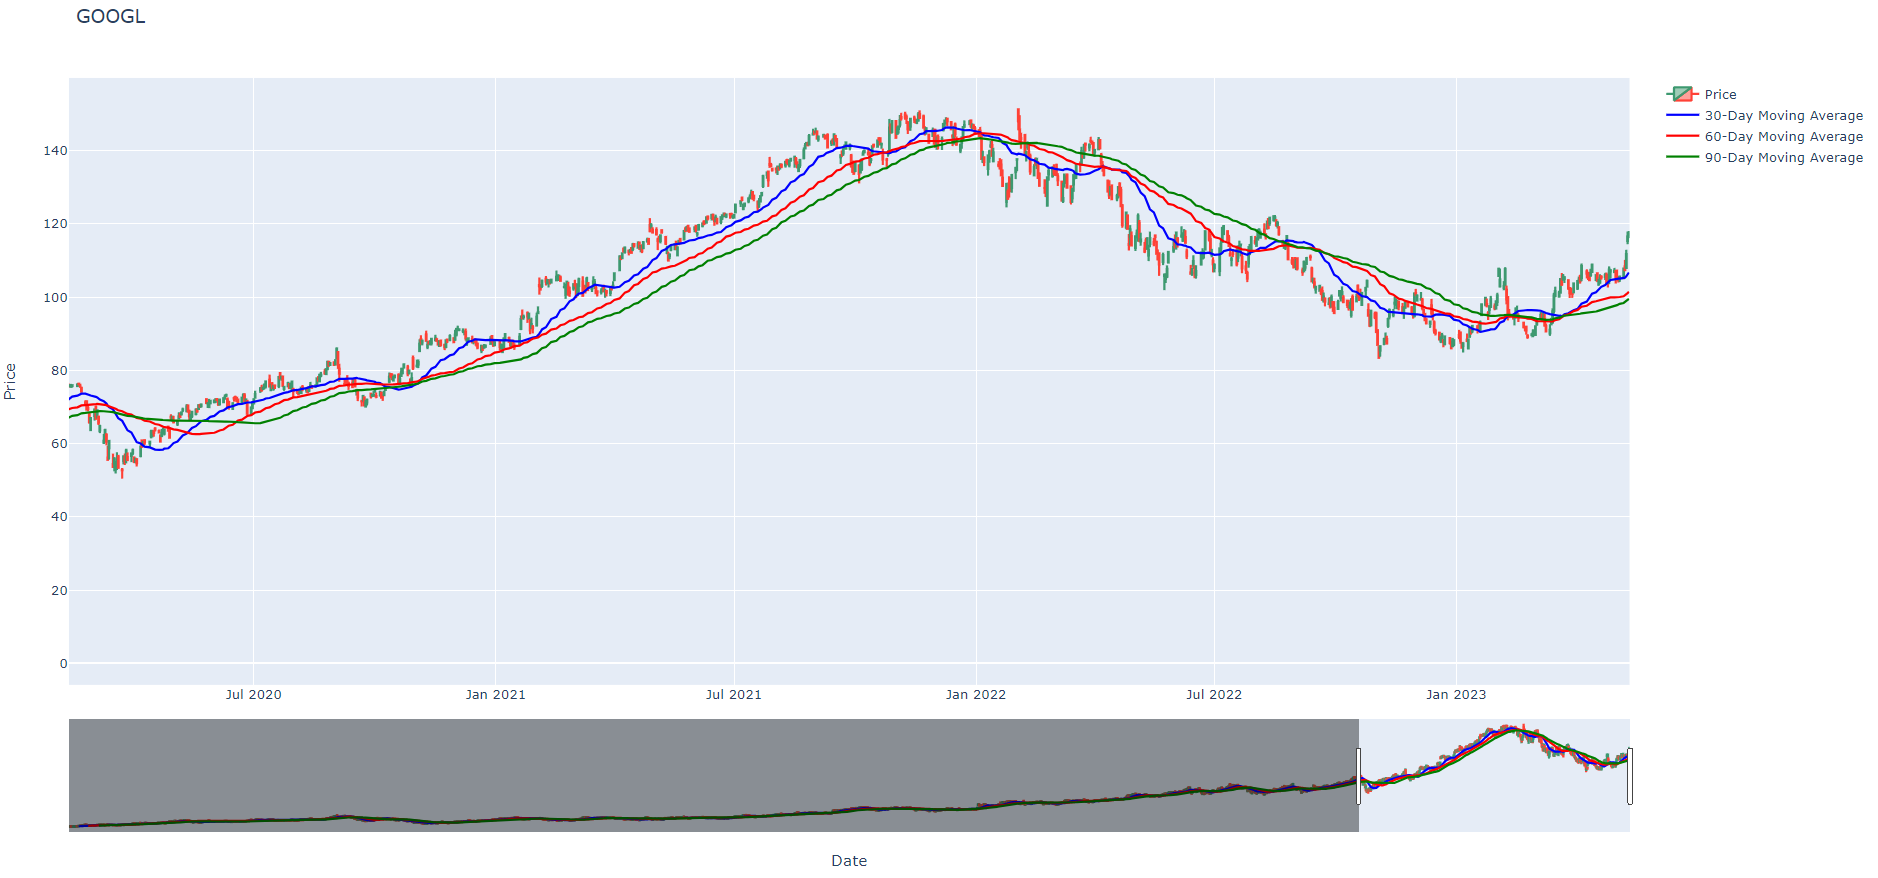 GOOGL
Price
30-Day Moving Average
60-Day Moving Average
90-Day Moving Average
140
120
100
80
60
40
20
0
Price
Jul 2020
Jan 2021
Jul 2021
Jan 2022
Jul 2022
Jan 2023
Date